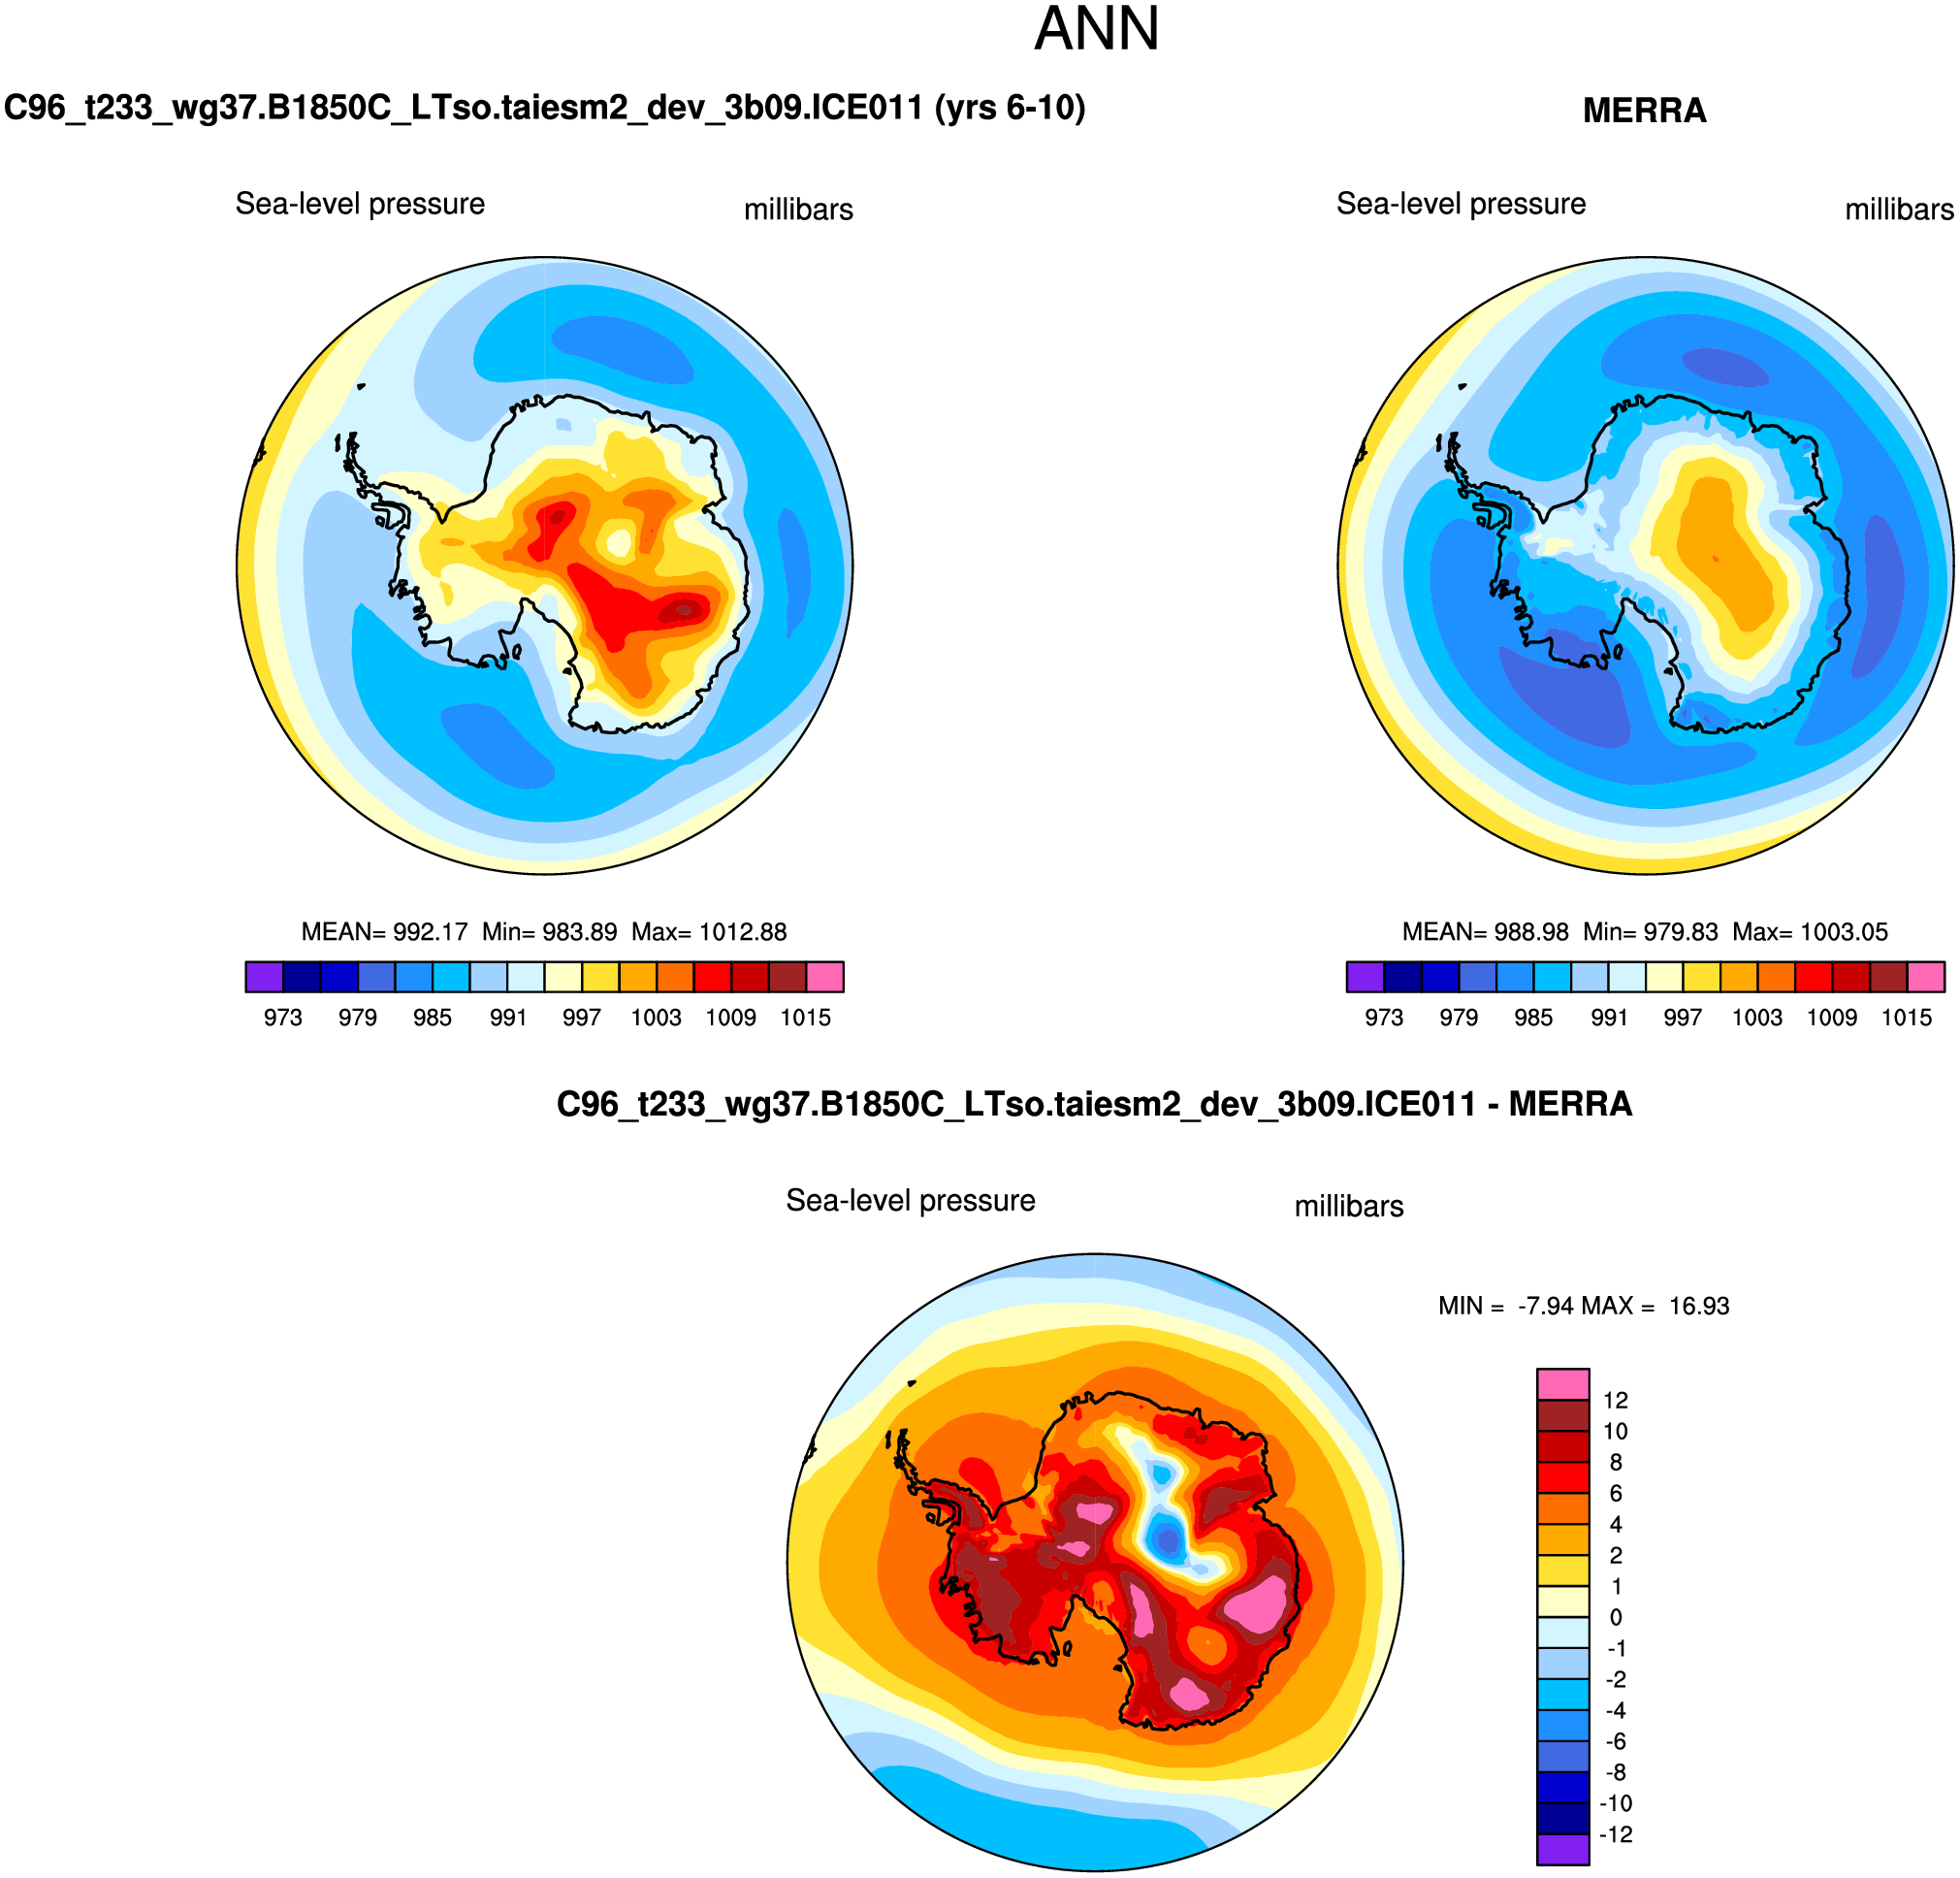 ANN
C96_t233_wg37.B1850C_LTso.taiesm2_dev_3b09.ICE011 (yrs 6-10)
MERRA
Sea-level pressure millibars
Sea-level pressure millibars
MEAN= 992.17 Min= 983.89 Max= 1012.88
973 979 985 991 997 1003 1009 1015
MEAN= 988.98 Min= 979.83 Max= 1003.05
973 979 985 991 997 1003 1009 1015
C96_t233_wg37.B1850C_LTso.taiesm2_dev_3b09.ICE011 - MERRA
Sea-level pressure millibars
MIN = -7.94 MAX = 16.93
12
10
8
6
4
2
1
0
-1
-2
-4
-6
-8
-10
-12